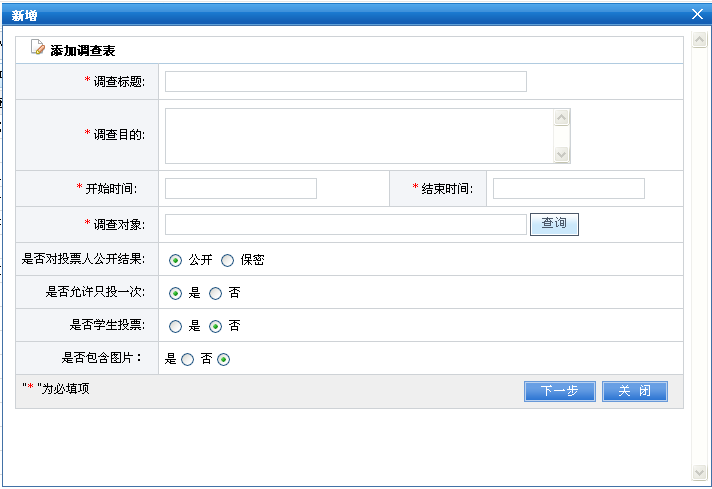 新增
添加调查表
* 调查标题:
* 调查目的:
* 开始时间: * 结束时间:
* 调查对象: 查询
是否对投票人公开结果: 公开 保密
是否允许只投一次: 是 否
是否学生投票: 是 否
是否包含图片： 是 否
"* "为必填项 下一步 关 闭